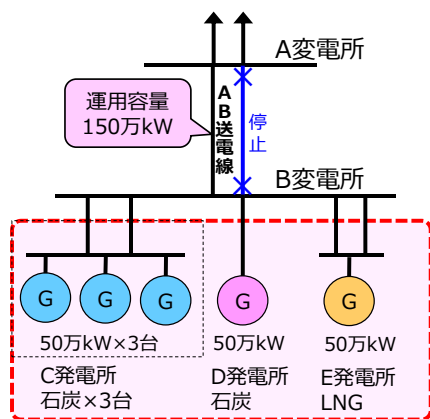 A変電所
運用容量
150万kW
AB送電線
停止
B変電所
G G G G G
50万kW×3台 50万kW 50万kW
C発電所 D発電所 E発電所
石炭×3台 石炭 LNG